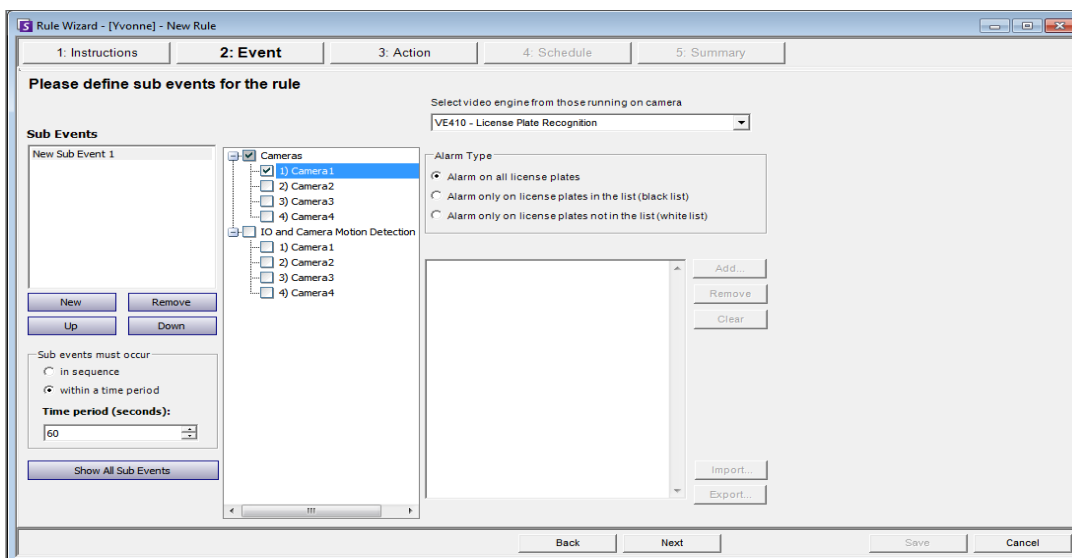 Rule Wizard - [Yvonne] - New Rule
1: Instructions
2: Event
3: Action
4: Schedule
5: Summary
Please define sub events for the rule
Select video engine from those running on camera
VE410 - License Plate Recognition
Sub Events
New Sub Event 1
New
Remove
Up
Down
Sub events must occur
in sequence
within a time period
Time period (seconds):
60
Show All Sub Events
Cameras
1) Camera1
2) Camera2
3) Camera3
4) Camera4
IO and Camera Motion Detection
1) Camera1
2) Camera2
3) Camera3
4) Camera4
Alarm Type
Alarm on all license plates
Alarm only on license plates in the list (black list)
Alarm only on license plates not in the list (white list)
Add...
Remove
Clear
Import...
Export...
Back
Next
Save
Cancel